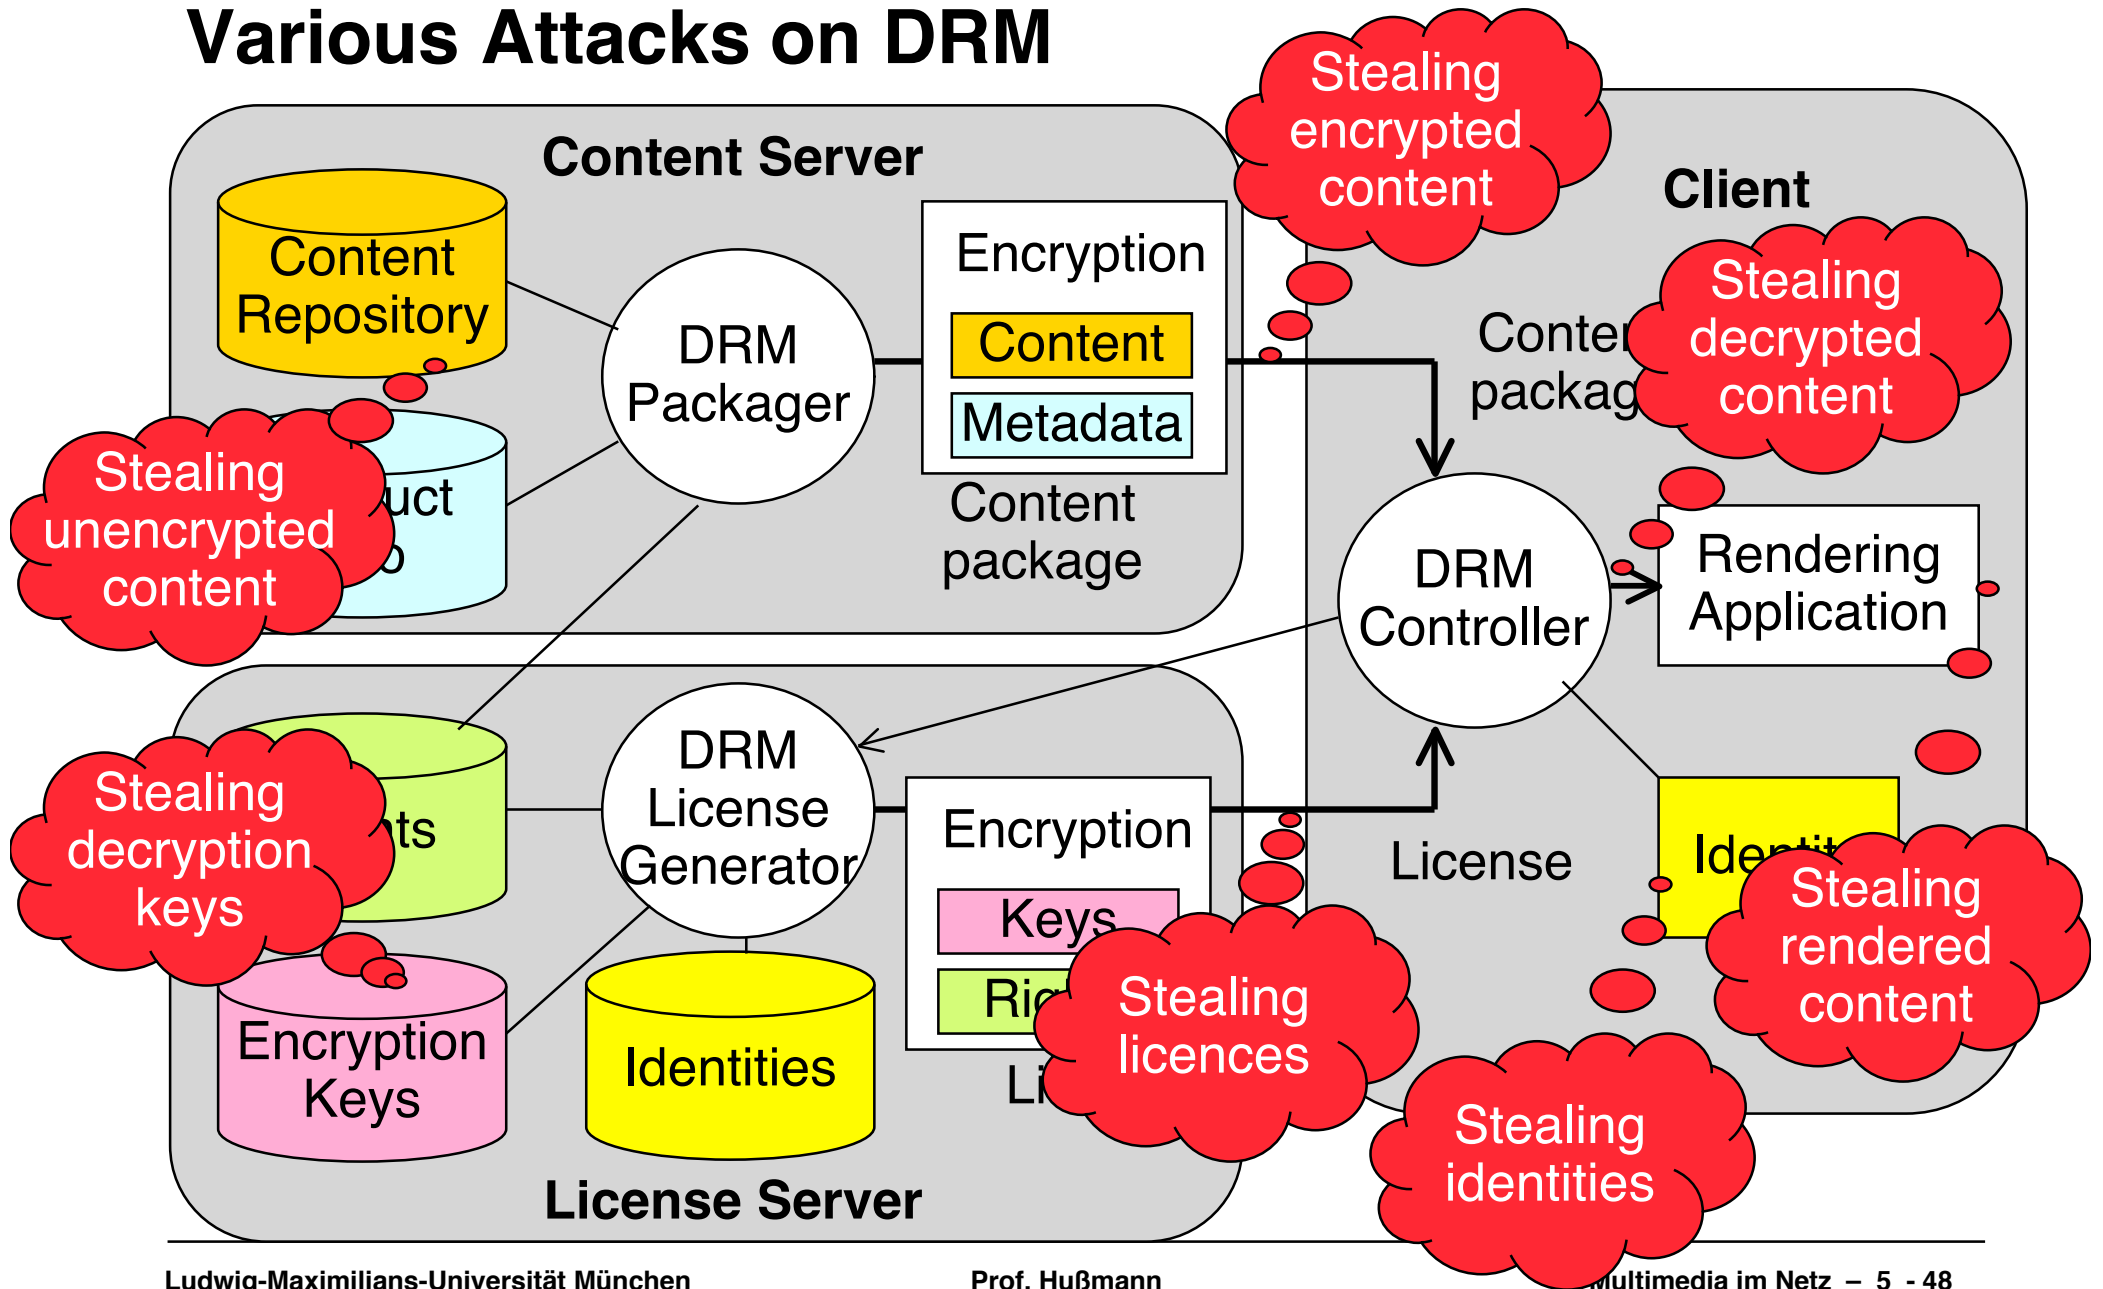 Various Attacks on DRM
Content Server
Content
Repository
DRM
Packager
Encryption
Content
Metadata
Content
package
Stealing
encrypted
content
Client
Stealing
decrypted
content
Stealing
unencrypted
content
DRM
Controller
Rendering
Application
Stealing
decryption
keys
DRM
License
Generator
Encryption
Keys
License
Stealing
rendered
content
Encryption
Keys
Identities
Stealing
licences
Stealing
identities
License Server
Ludwig-Maximilians-Universität München
Prof. Hußmann
Multimedia im Netz – 5 - 48